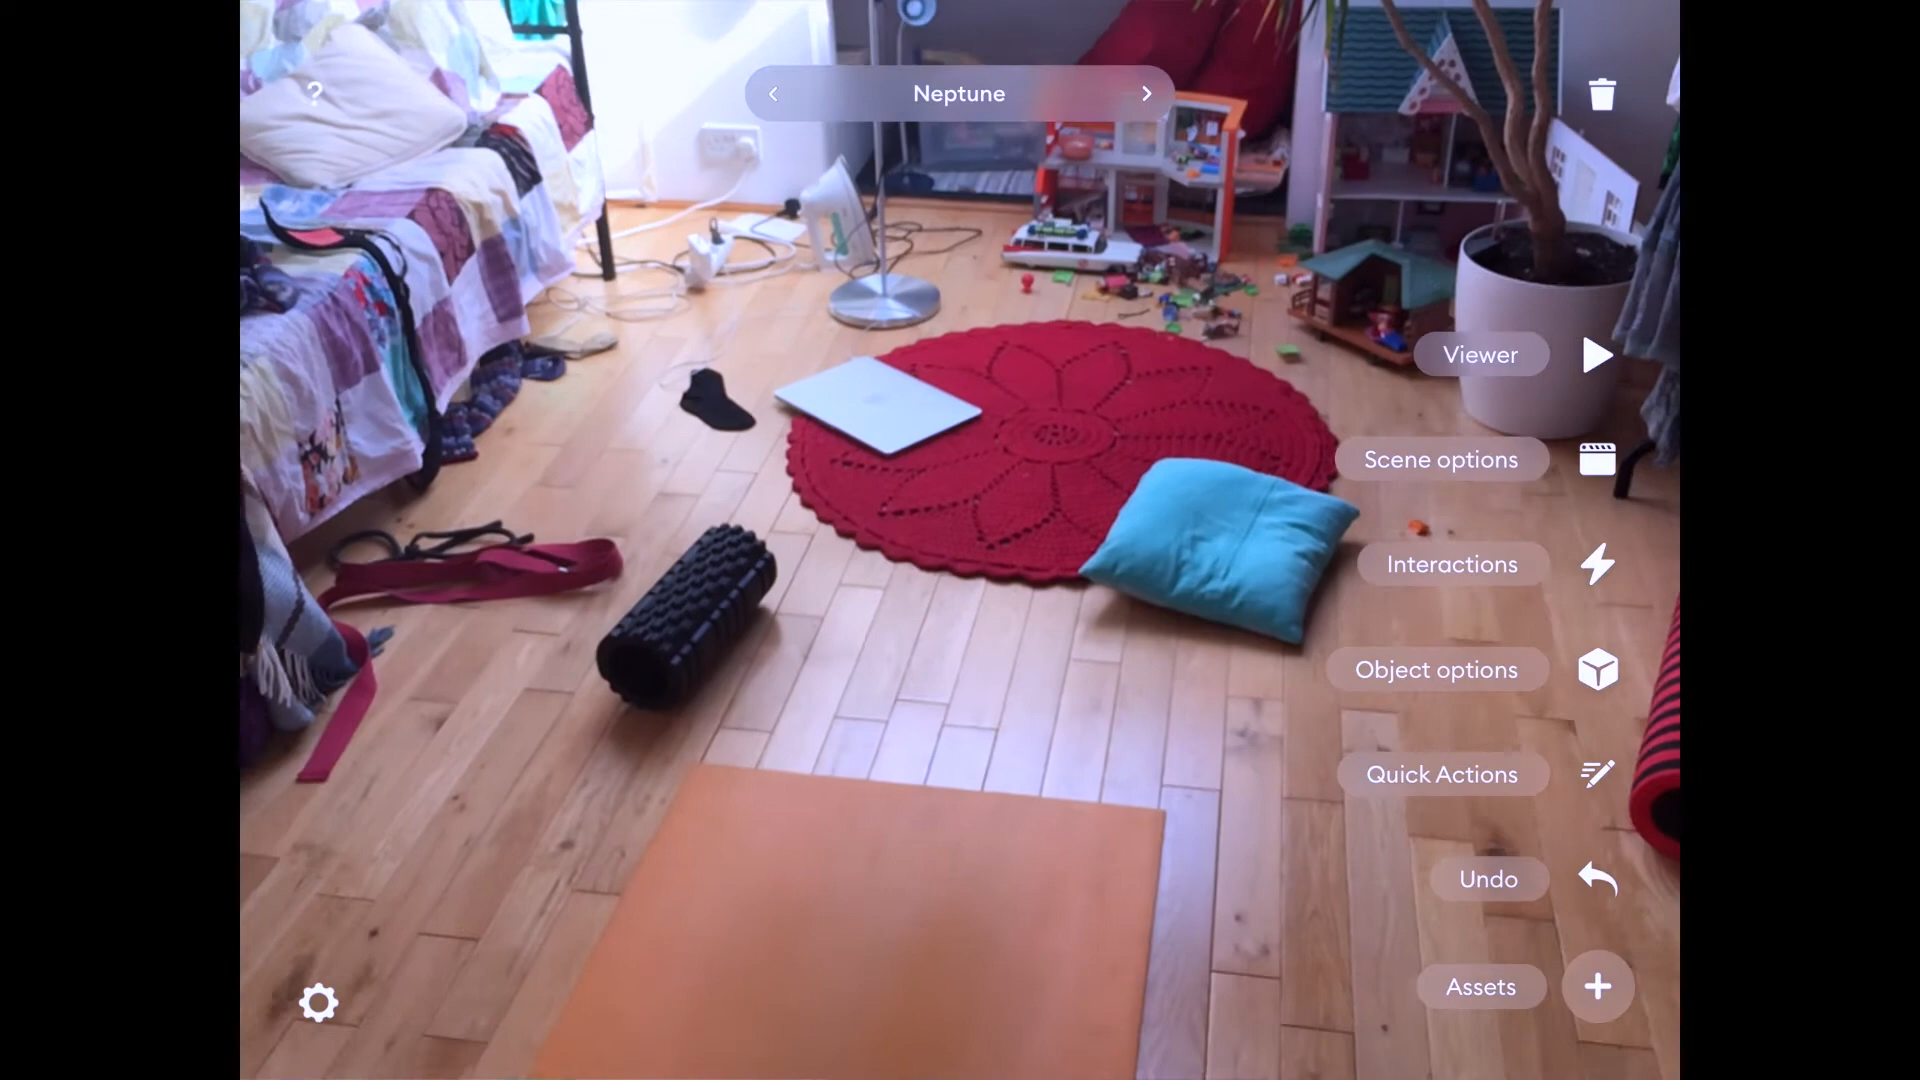 ?
Neptune
Viewer
Scene options
Interactions
Object options
Quick Actions
Undo
Assets